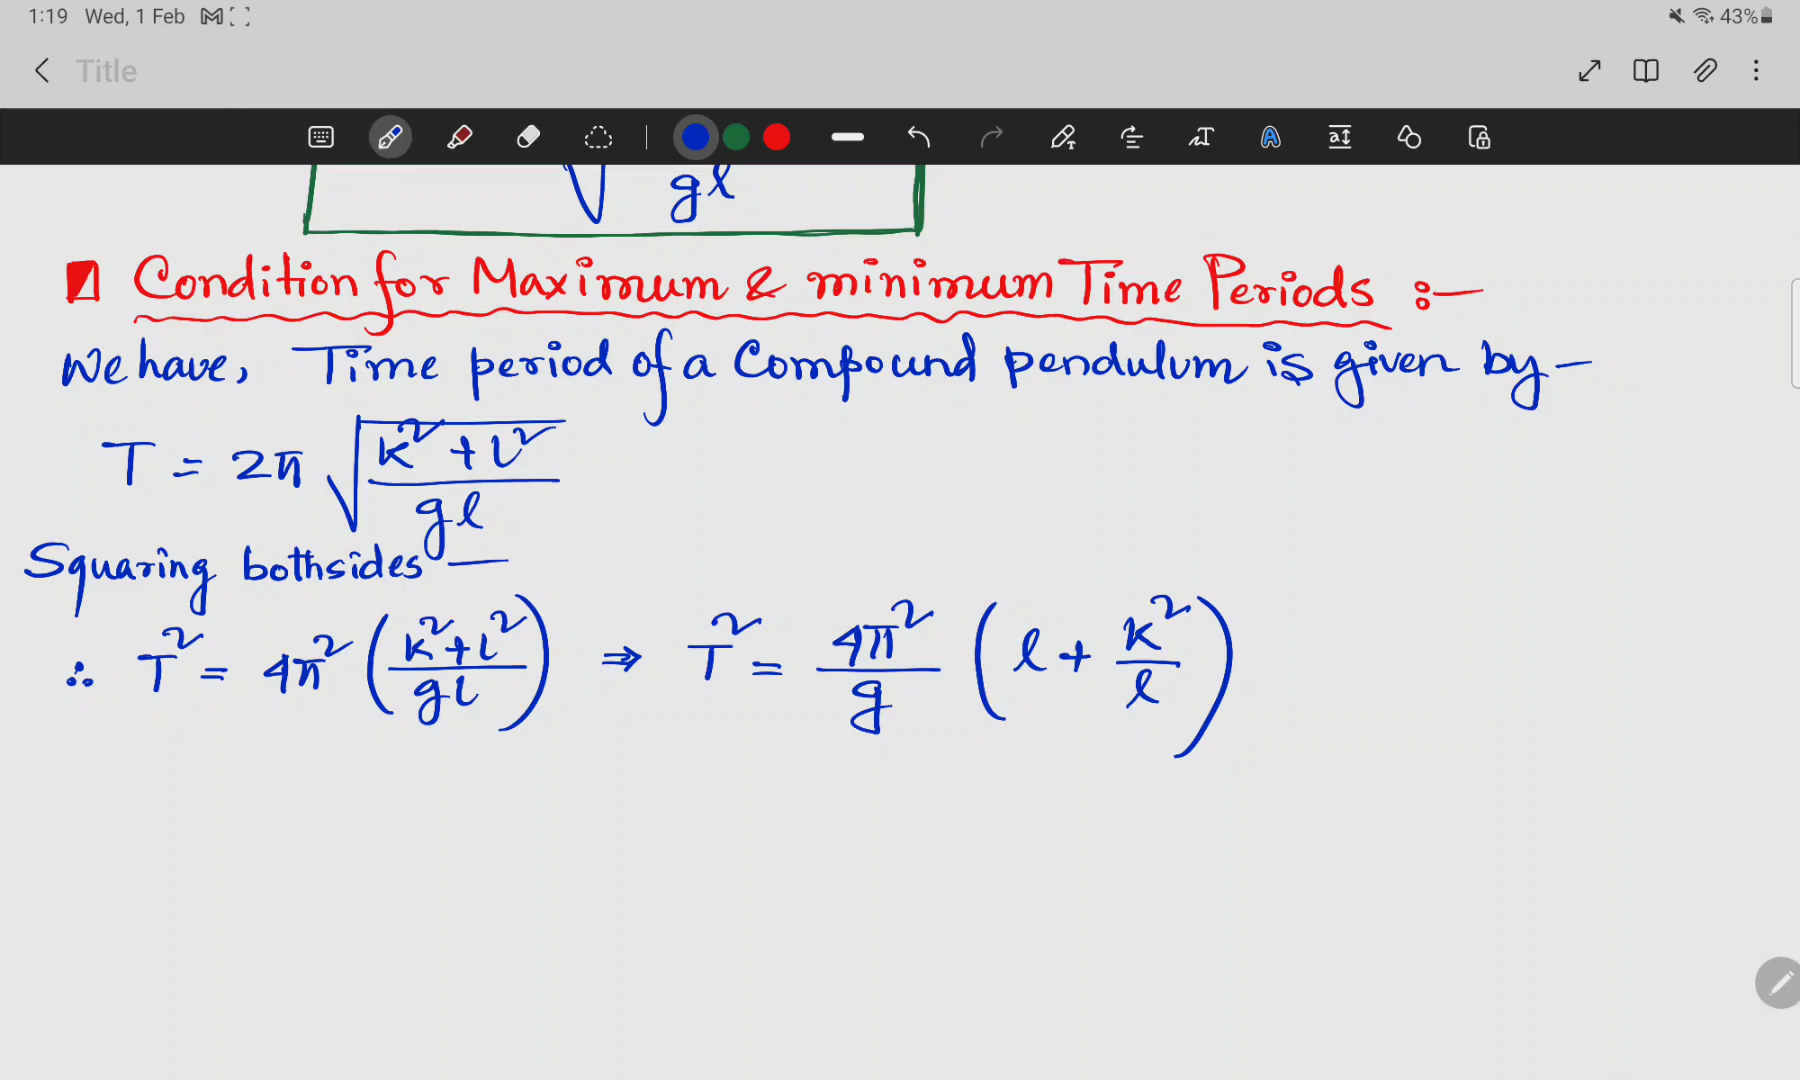 1:19 Wed, 1 Feb 43%
Title
gl
Condition for Maximum & minimum Time Periods :—
We have, Time period of a Compound pendulum is given by —
T = 2π √((k² + l²)/(gl))
Squaring bothsides —
∴ T² = 4π² ((k² + l²)/(gl)) ⇒ T² = (4π²/g) (l + k²/l)